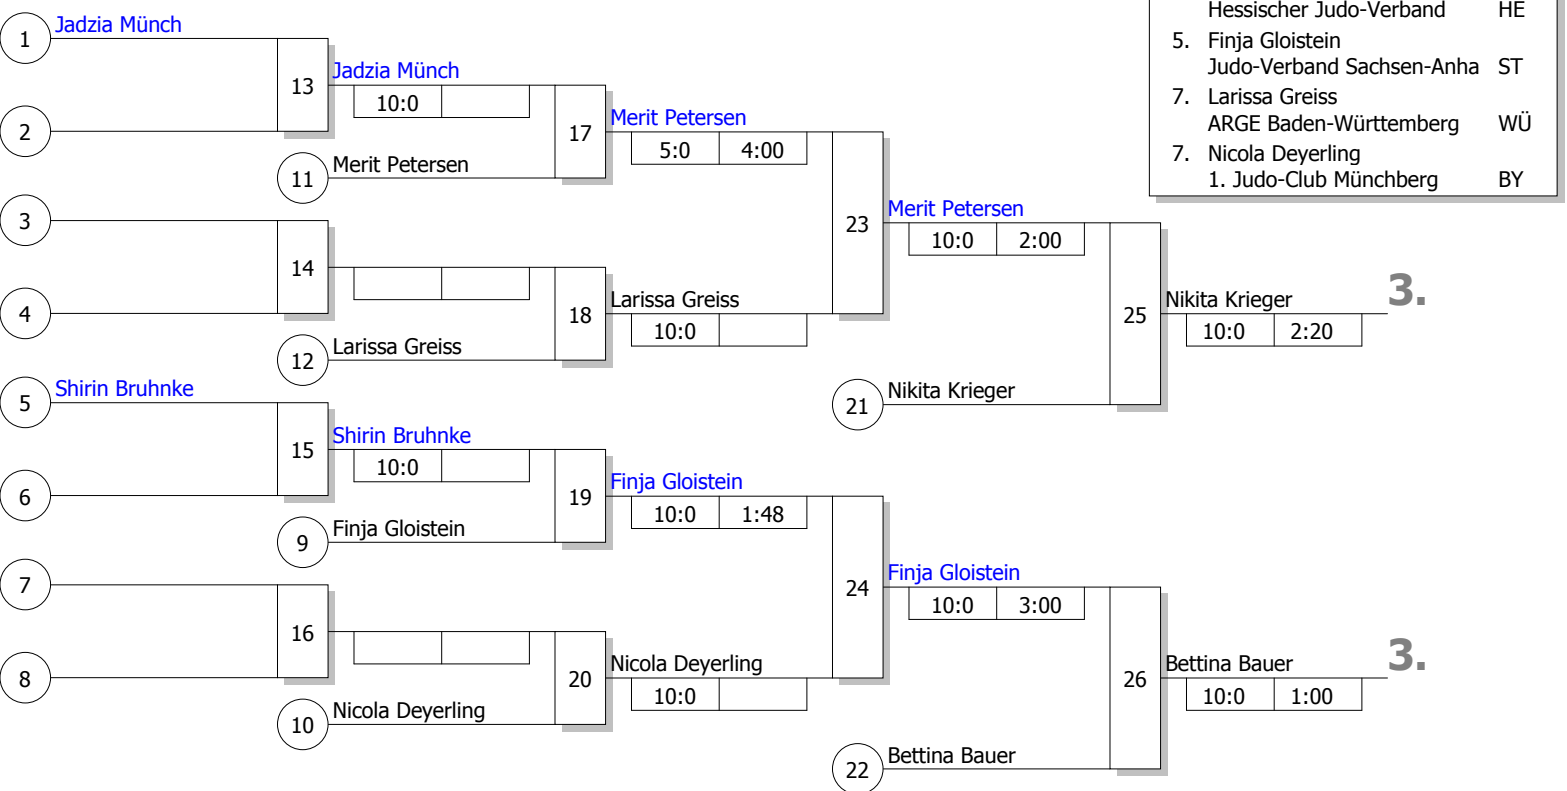 Hessischer Judo-Verband HE
5. Finja Gloistein
Judo-Verband Sachsen-Anha ST
7. Larissa Greiss
ARGE Baden-Württemberg WÜ
7. Nicola Deyerling
1. Judo-Club Münchberg BY
1 Jadzia Münch
13 Jadzia Münch
10:0
2
17 Merit Petersen
5:0 4:00
11 Merit Petersen
3
23 Merit Petersen
10:0 2:00
14
4
18 Larissa Greiss
10:0
12 Larissa Greiss
25 Nikita Krieger 3.
10:0 2:20
5 Shirin Bruhnke
21 Nikita Krieger
15 Shirin Bruhnke
10:0
6
19 Finja Gloistein
10:0 1:48
9 Finja Gloistein
7
24 Finja Gloistein
10:0 3:00
16
8
20 Nicola Deyerling
10:0
10 Nicola Deyerling
26 Bettina Bauer 3.
10:0 1:00
22 Bettina Bauer